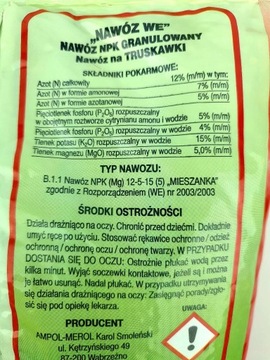 „NAWÓZ WE"
NAWÓZ NPK GRANULOWANY
Nawóz na TRUSKAWKI
SKŁADNIKI POKARMOWE:
Azot (N) całkowity 12% (m/m) w tym:
Azot (N) w formie amonowej 7% (m/m)
Azot (N) w formie azotanowej 5% (m/m)
Pięciotlenek fosforu (P₂O₅) rozpuszczalny
w obojętnym roztworze cytrynianu amonu i wodzie 5% (m/m)
Pięciotlenek fosforu (P₂O₅) rozpuszczalny w wodzie 4% (m/m)
Tlenek potasu (K₂O) rozpuszczalny w wodzie 15% (m/m)
Tlenek magnezu (MgO) rozpuszczalny w wodzie 5,0% (m/m)
TYP NAWOZU:
B.1.1 Nawóz NPK (Mg) 12-5-15 (5) „MIESZANKA"
zgodnie z Rozporządzeniem (WE) nr 2003/2003
ŚRODKI OSTROŻNOŚCI
Działa drażniąco na oczy. Chronić przed dziećmi. Dokładnie
umyć ręce po użyciu. Stosować rękawice ochronne / odzież
ochronną / ochronę oczu / ochronę twarzy. W PRZYPADKU
DOSTANIA SIĘ DO OCZU: Ostrożnie płukać wodą przez
kilka minut. Wyjąć soczewki kontaktowe, jeżeli są i można
je łatwo usunąć. Nadal płukać. W przypadku utrzymywania
się działania drażniącego na oczy: Zasięgnąć porady/zgło-
sić się pod opiekę lekarza.
UWAGA:
PRODUCENT
AMPOL-MEROL Karol Smoleński
ul. Kętrzyńskiego 49
87-200 Wąbrzeźno